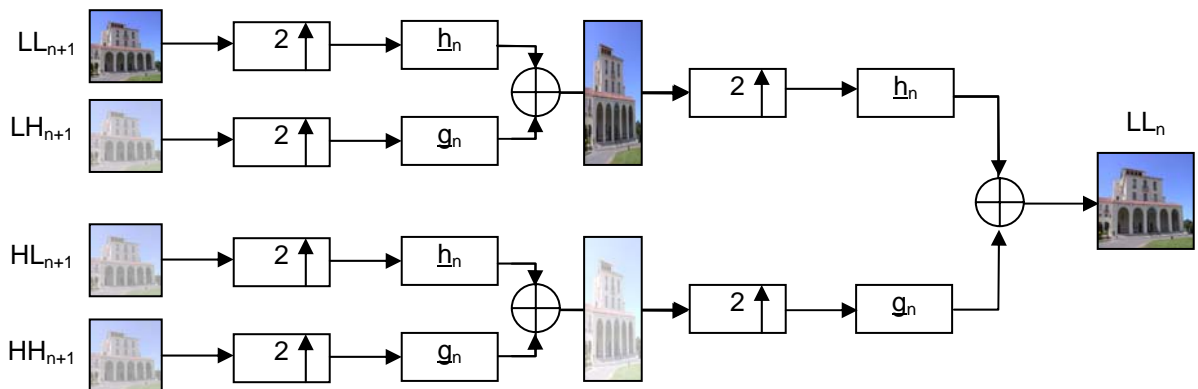 LLn+1 2 hn
2 hn
LHn+1 2 gn
LLn
HLn+1 2 hn
2 gn
HHn+1 2 gn